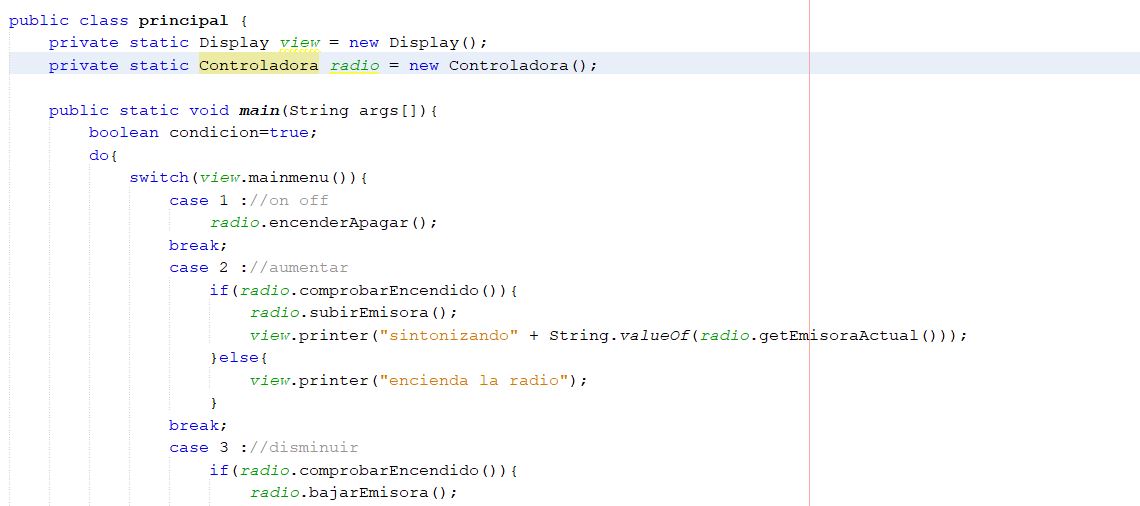 public class principal {
private static Display view = new Display();
private static Controladora radio = new Controladora();
public static void main(String args[]){
boolean condicion=true;
do{
switch(view.mainmenu()){
case 1 ://on off
radio.encenderApagar();
break;
case 2 ://aumentar
if(radio.comprobarEncendido()){
radio.subirEmisora();
view.printer("sintonizando" + String.valueOf(radio.getEmisoraActual()));
}else{
view.printer("encienda la radio");
}
break;
case 3 ://disminuir
if(radio.comprobarEncendido()){
radio.bajarEmisora();